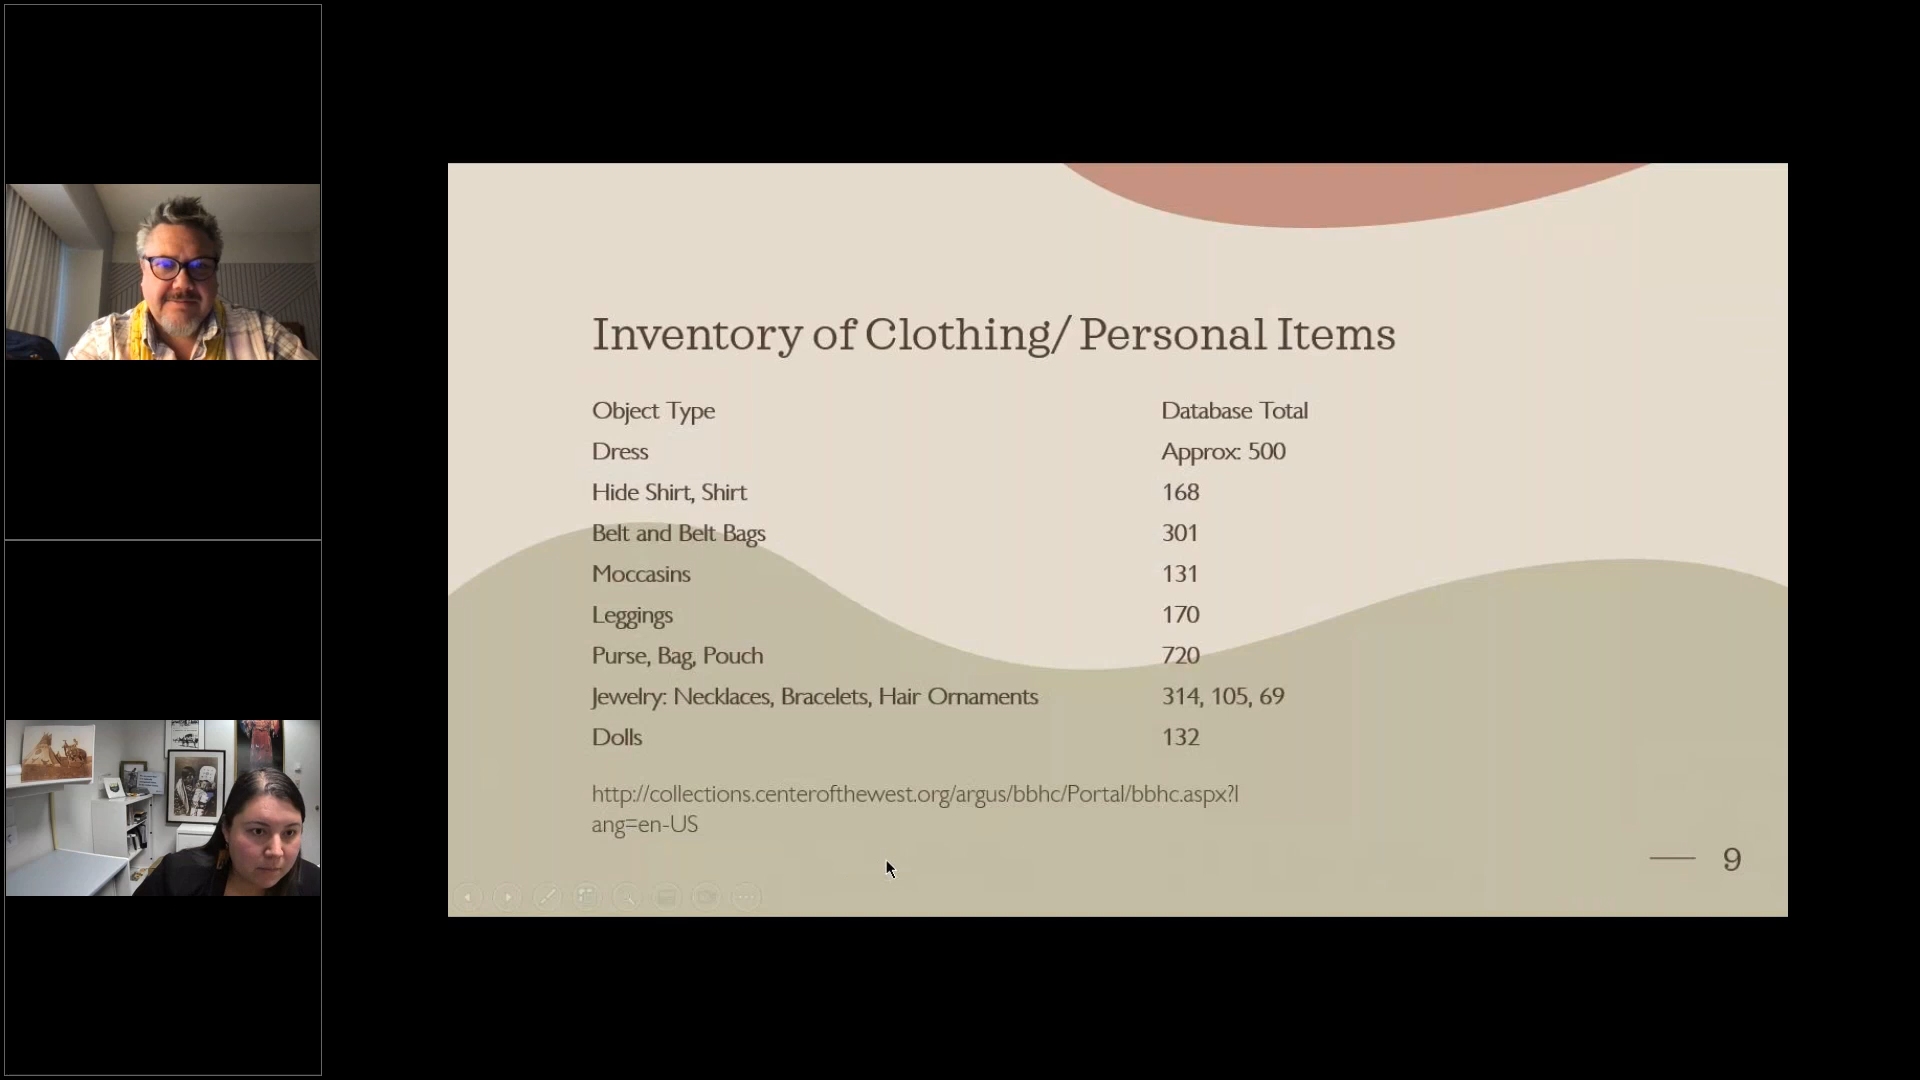 Inventory of Clothing/ Personal Items
Object Type Database Total
Dress Approx: 500
Hide Shirt, Shirt 168
Belt and Belt Bags 301
Moccasins 131
Leggings 170
Purse, Bag, Pouch 720
Jewelry: Necklaces, Bracelets, Hair Ornaments 314, 105, 69
Dolls 132
http://collections.centerofthewest.org/argus/bbhc/Portal/bbhc.aspx?l
ang=en-US
9